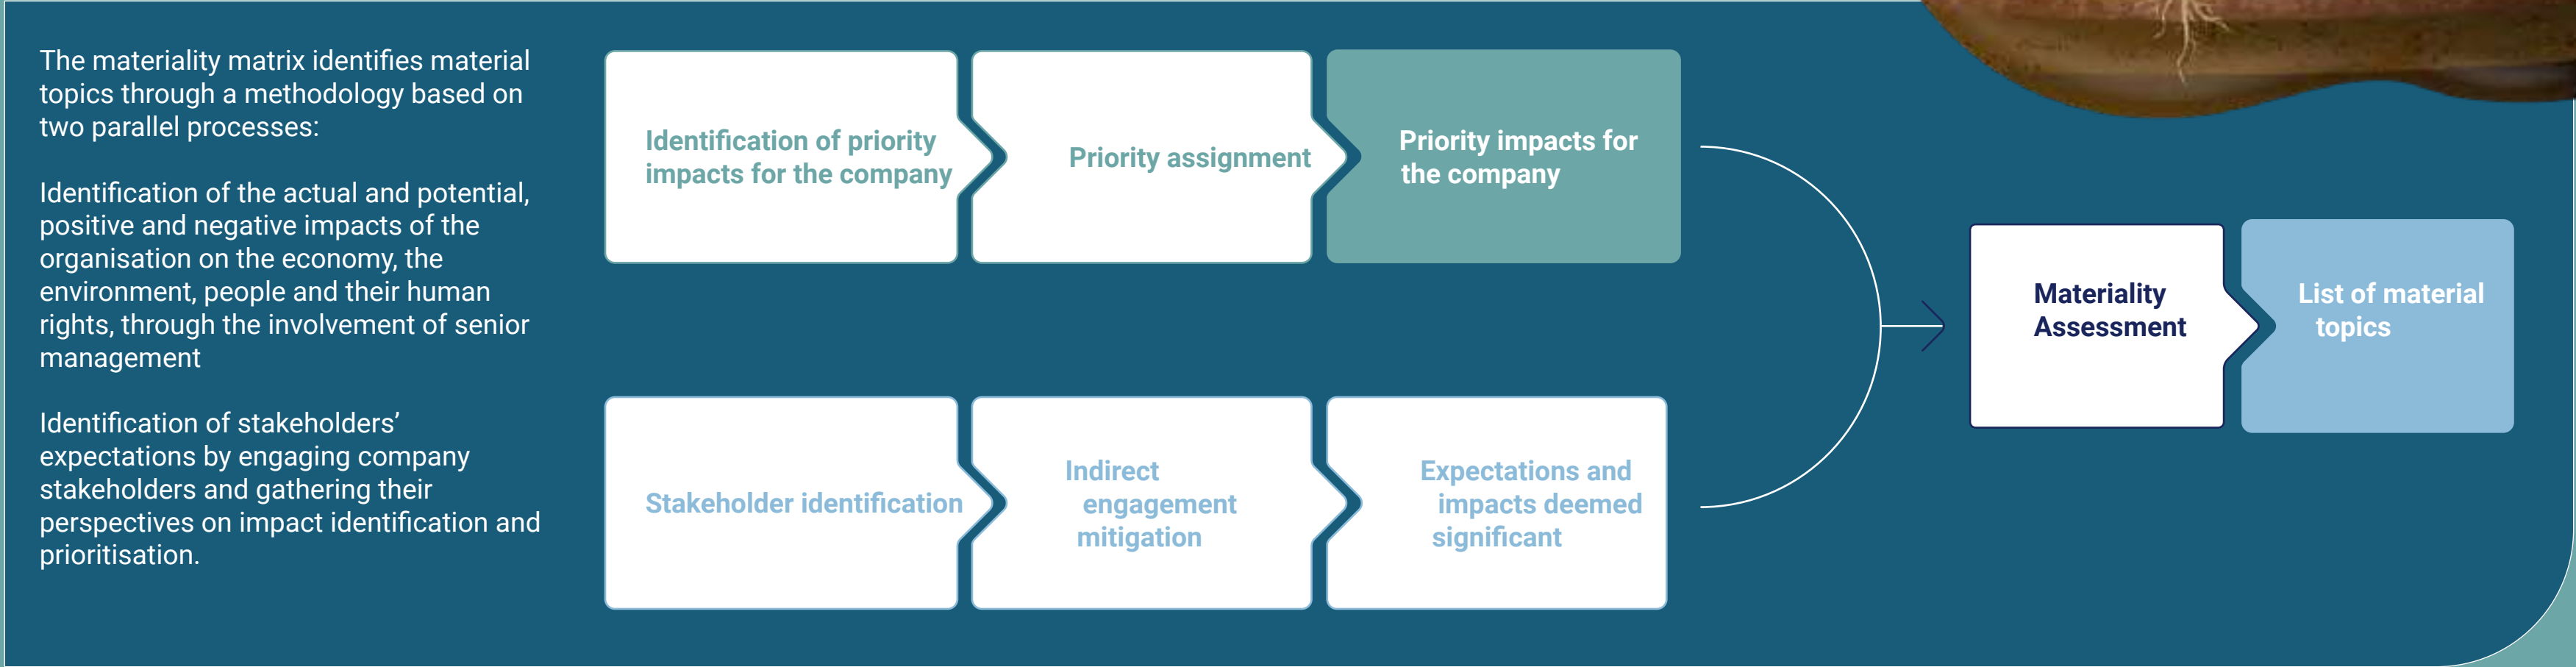 The materiality matrix identifies material
topics through a methodology based on
two parallel processes:
Identification of the actual and potential,
positive and negative impacts of the
organisation on the economy, the
environment, people and their human
rights, through the involvement of senior
management
Identification of stakeholders’
expectations by engaging company
stakeholders and gathering their
perspectives on impact identification and
prioritisation.
Identification of priority
impacts for the company
Priority assignment
Priority impacts for
the company
Stakeholder identification
Indirect
engagement
mitigation
Expectations and
impacts deemed
significant
Materiality
Assessment
List of material
topics